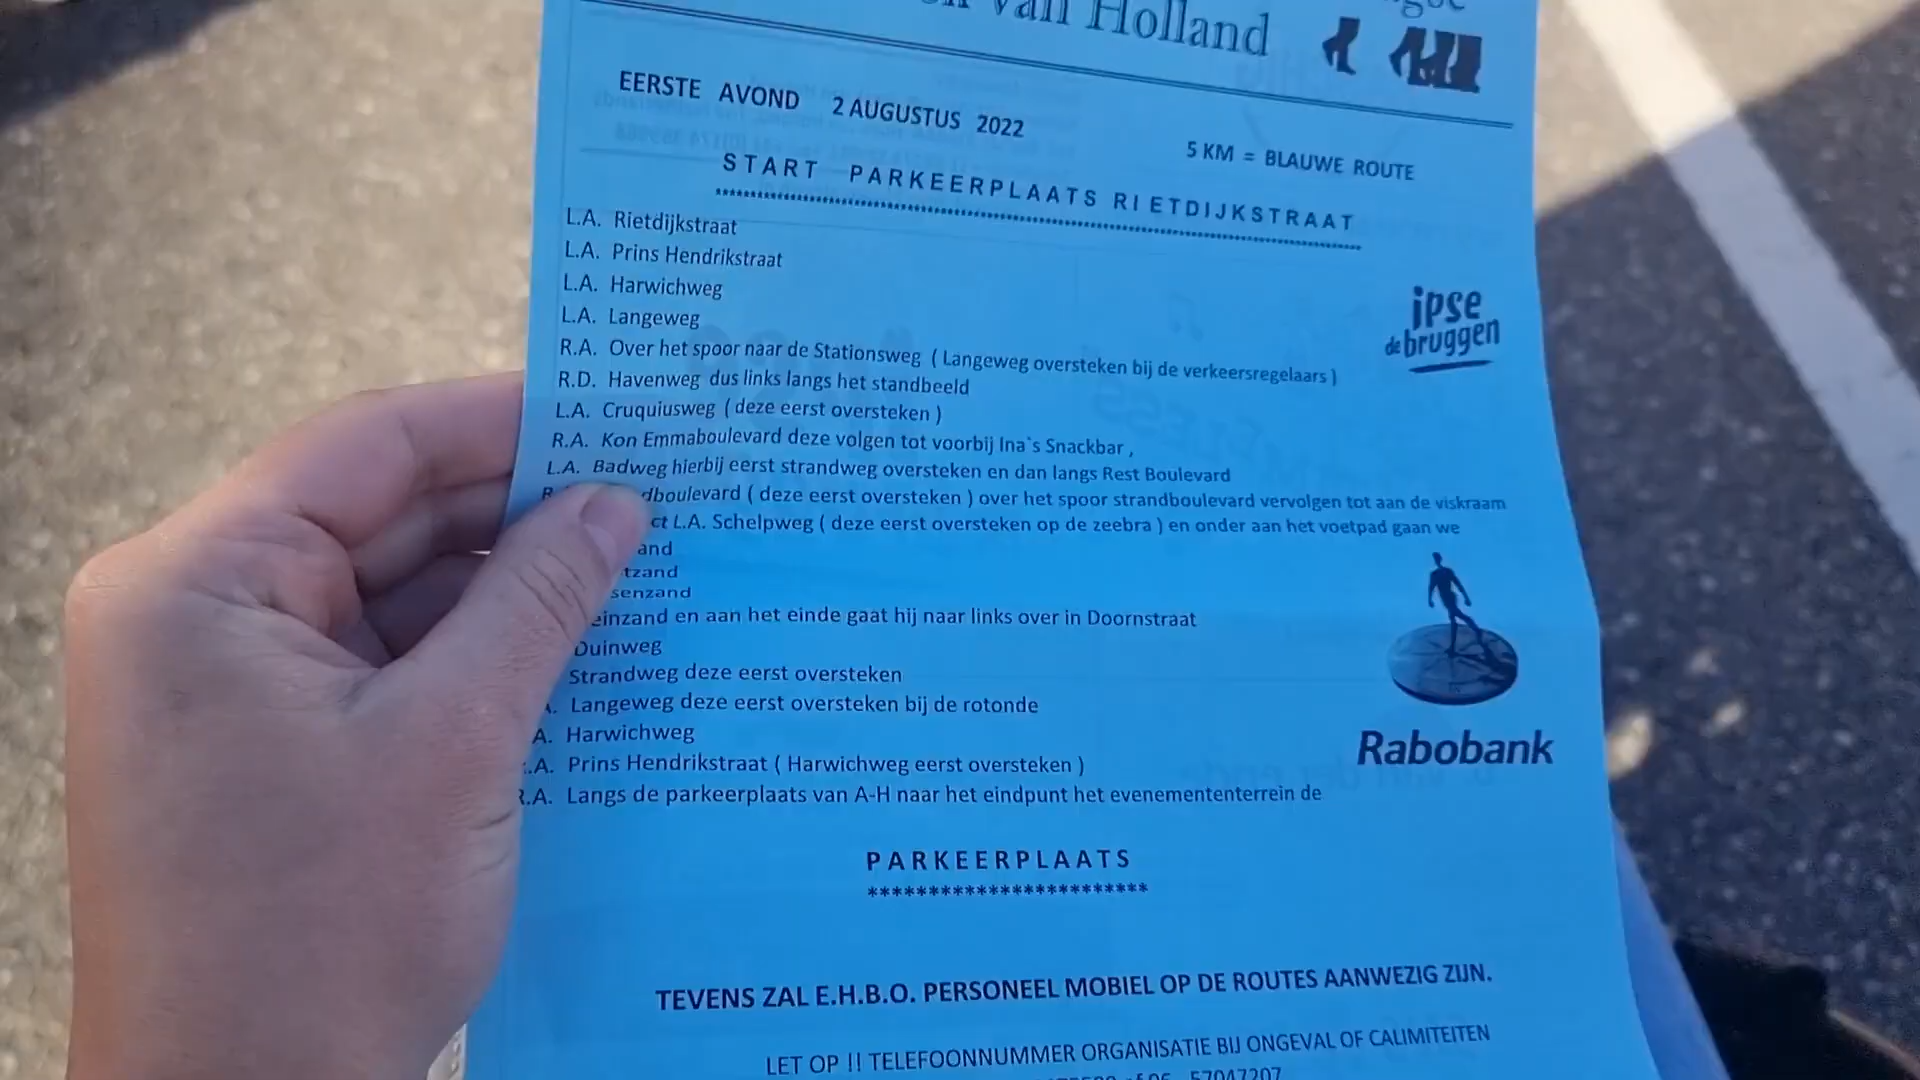 van Holland
EERSTE AVOND 2 AUGUSTUS 2022
5 KM = BLAUWE ROUTE
START PARKEERPLAATS RIETDIJKSTRAAT
************************
L.A. Rietdijkstraat
L.A. Prins Hendrikstraat
L.A. Harwichweg
L.A. Langeweg
R.A. Over het spoor naar de Stationsweg ( Langeweg oversteken bij de verkeersregelaars )
R.D. Havenweg dus links langs het standbeeld
L.A. Cruquiusweg ( deze eerst oversteken )
R.A. Kon Emmaboulevard deze volgen tot voorbij Ina`s Snackbar ,
L.A. Badweg hierbij eerst strandweg oversteken en dan langs Rest Boulevard
dboulevard ( deze eerst oversteken ) over het spoor strandboulevard vervolgen tot aan de viskraam
ct L.A. Schelpweg ( deze eerst oversteken op de zeebra ) en onder aan het voetpad gaan we
and
tzand
senzand
einzand en aan het einde gaat hij naar links over in Doornstraat
Duinweg
Strandweg deze eerst oversteken
Langeweg deze eerst oversteken bij de rotonde
A. Harwichweg
.A. Prins Hendrikstraat ( Harwichweg eerst oversteken )
R.A. Langs de parkeerplaats van A-H naar het eindpunt het evenemententerrein de
PARKEERPLAATS
***********************
TEVENS ZAL E.H.B.O. PERSONEEL MOBIEL OP DE ROUTES AANWEZIG ZIJN.
LET OP !! TELEFOONNUMMER ORGANISATIE BIJ ONGEVAL OF CALIMITEITEN
of 06 57047207
ipse
de bruggen
Rabobank